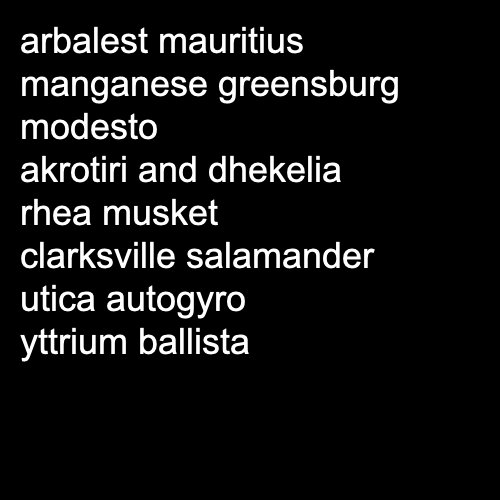 arbalest mauritius
manganese greensburg
modesto
akrotiri and dhekelia
rhea musket
clarksville salamander
utica autogyro
yttrium ballista